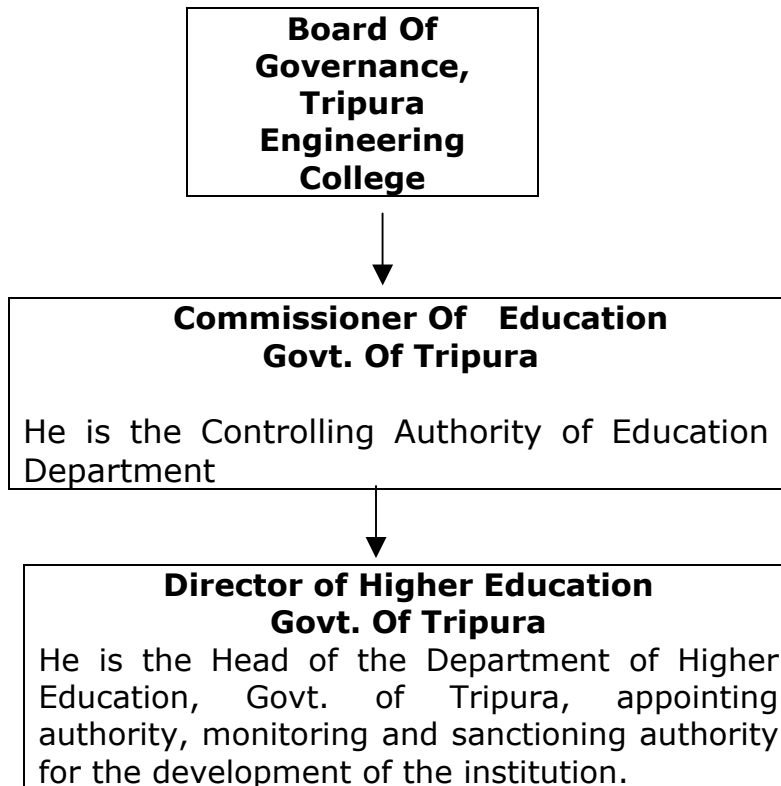 Board Of
Governance,
Tripura
Engineering
College
Commissioner Of Education
Govt. Of Tripura
He is the Controlling Authority of Education
Department
Director of Higher Education
Govt. Of Tripura
He is the Head of the Department of Higher
Education, Govt. of Tripura, appointing
authority, monitoring and sanctioning authority
for the development of the institution.